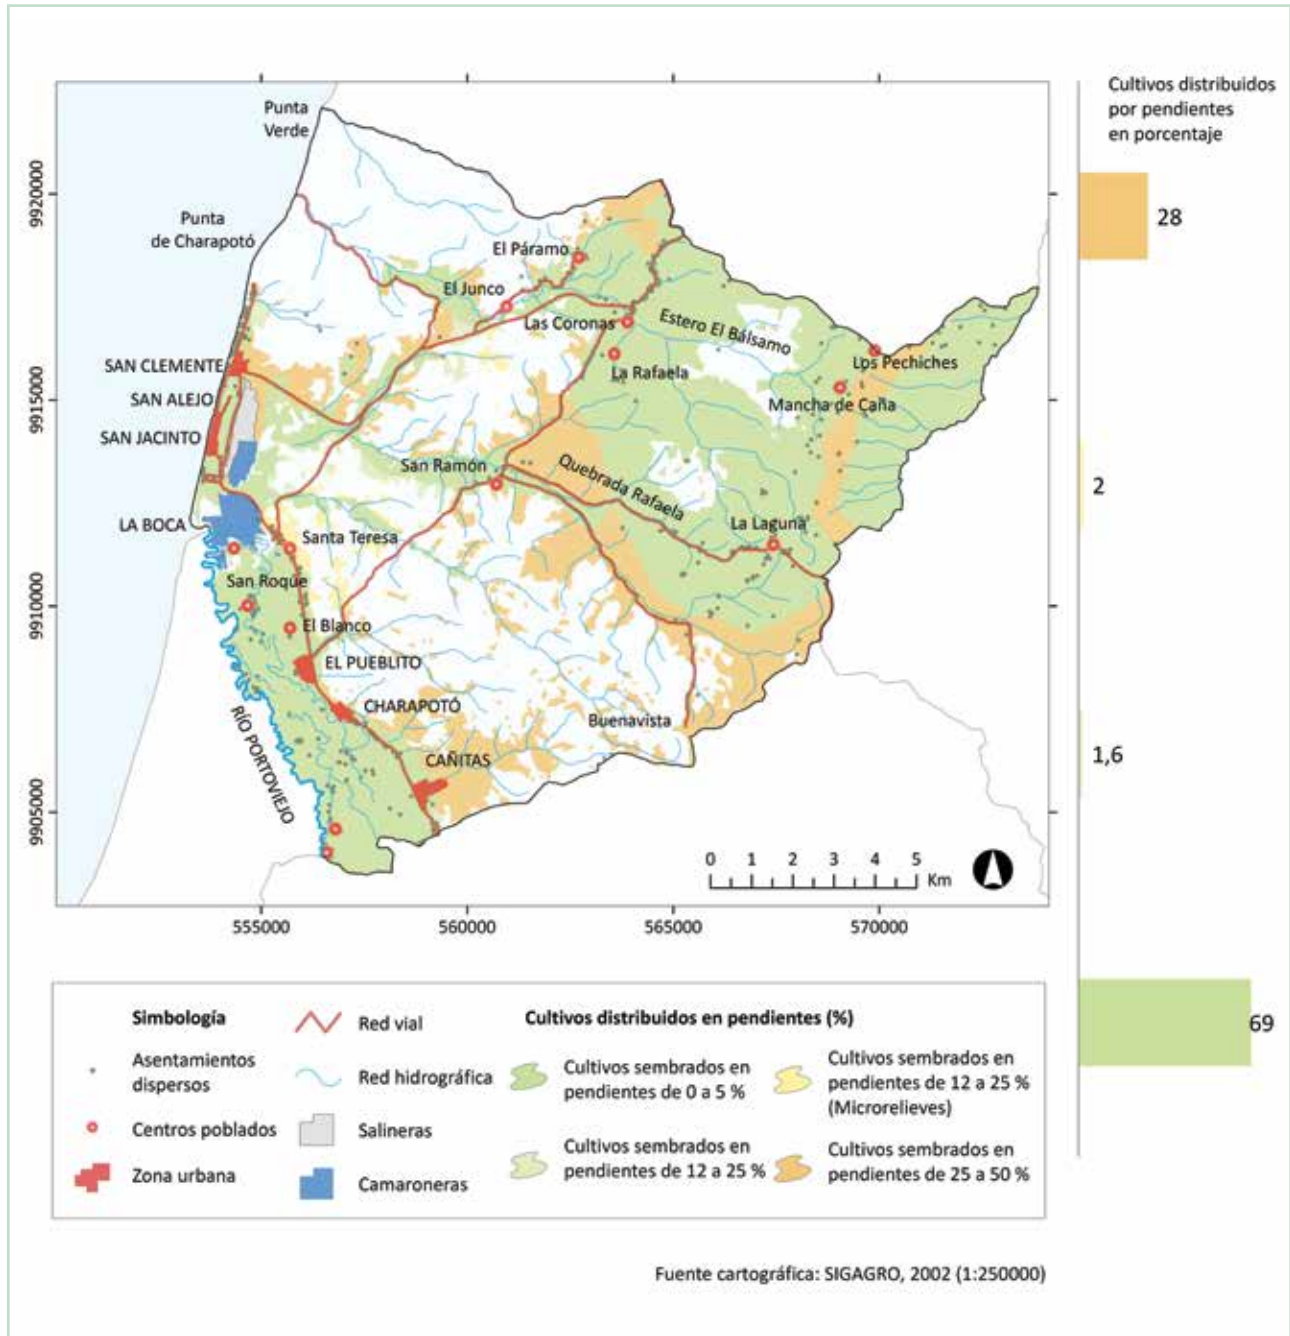 Cultivos distribuidos
por pendientes
en porcentaje
28
2
1,6
69
Punta
Verde
Punta
de Charapotó
El Páramo
El Junco
Las Coronas
Estero El Bálsamo
Los Pechiches
La Rafaela
Mancha de Caña
SAN CLEMENTE
SAN ALEJO
SAN JACINTO
San Ramón
Quebrada Rafaela
La Laguna
LA BOCA
Santa Teresa
San Roque
El Blanco
EL PUEBLITO
CHARAPOTÓ
Buenavista
CAÑITAS
RÍO PORTOVIEJO
9920000
9915000
9910000
9905000
0 1 2 3 4 5
Km
555000 560000 565000 570000
Simbología
Asentamientos
dispersos
Centros poblados
Zona urbana
Red vial
Red hidrográfica
Salineras
Camaroneras
Cultivos distribuidos en pendientes (%)
Cultivos sembrados en
pendientes de 0 a 5 %
Cultivos sembrados en
pendientes de 12 a 25 %
Cultivos sembrados en
pendientes de 12 a 25 %
(Microrelieves)
Cultivos sembrados en
pendientes de 25 a 50 %
Fuente cartográfica: SIGAGRO, 2002 (1:250000)